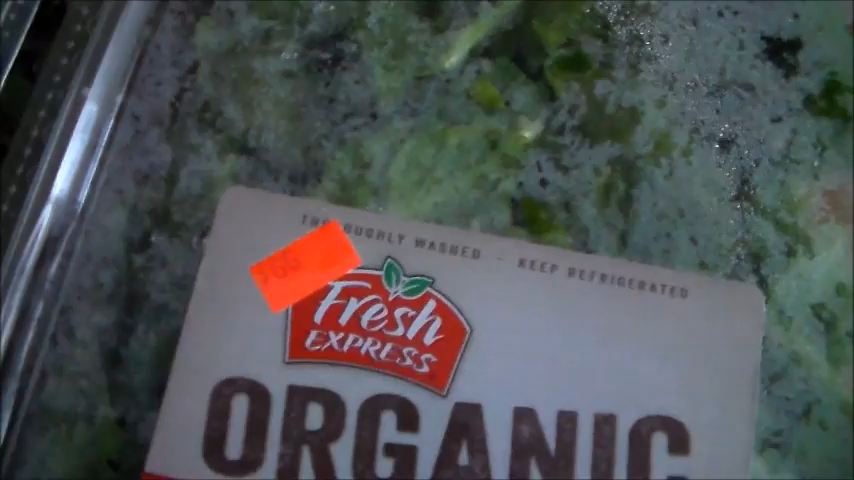 THOROUGHLY WASHED - KEEP REFRIGERATED
Fresh
EXPRESS
ORGANIC